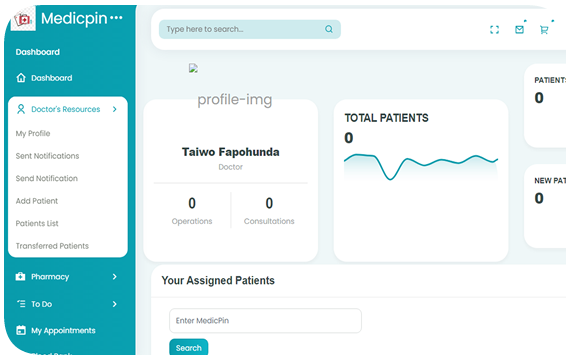 Medicpin
Type to search...
Dashboard
Dashboard
Doctor's Resources
My Profile
Sent Notifications
Send Notification
Add Patient
Patients List
Transferred Patients
Pharmacy
To Do
My Appointments
profile-img
Taiwo Fapohunda
Doctor
0
Operations
0
Consultations
TOTAL PATIENTS
0
PATIENTS
0
NEW PAT
0
Your Assigned Patients
Enter MedicPin
Search